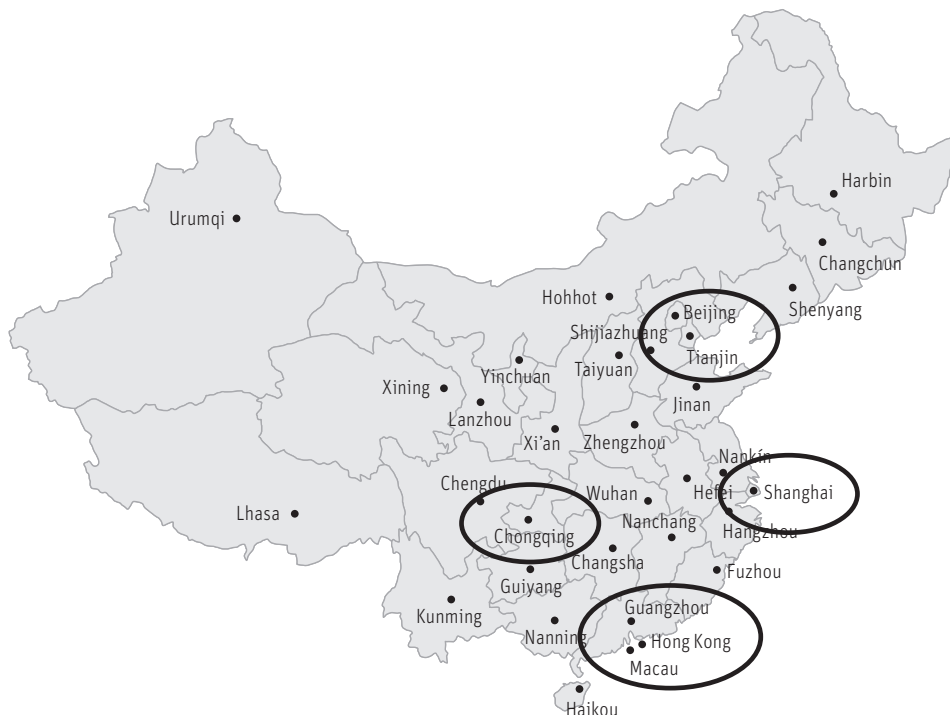 Harbin
Urumqi
Changchun
Hohhot
Shenyang
Beijing
Shijiazhuang
Tianjin
Taiyuan
Yinchuan
Xining
Jinan
Lanzhou
Xi'an
Zhengzhou
Nankín
Chengdu
Wuhan
Hefei
Shanghai
Lhasa
Nanchang
Hangzhou
Chongqing
Changsha
Fuzhou
Guiyang
Guangzhou
Kunming
Nanning
Hong Kong
Macau
Haikou